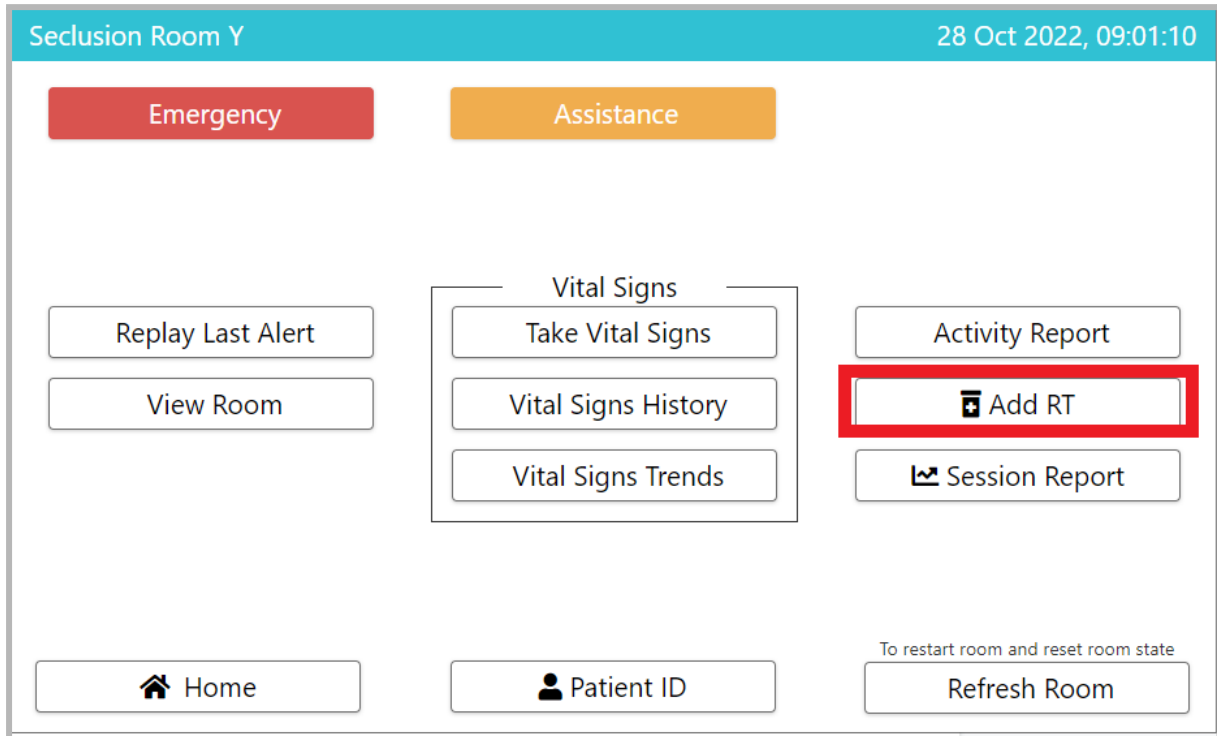 Seclusion Room Y
28 Oct 2022, 09:01:10
Emergency
Assistance
Vital Signs
Replay Last Alert
Take Vital Signs
Activity Report
View Room
Vital Signs History
Add RT
Vital Signs Trends
Session Report
To restart room and reset room state
Home
Patient ID
Refresh Room